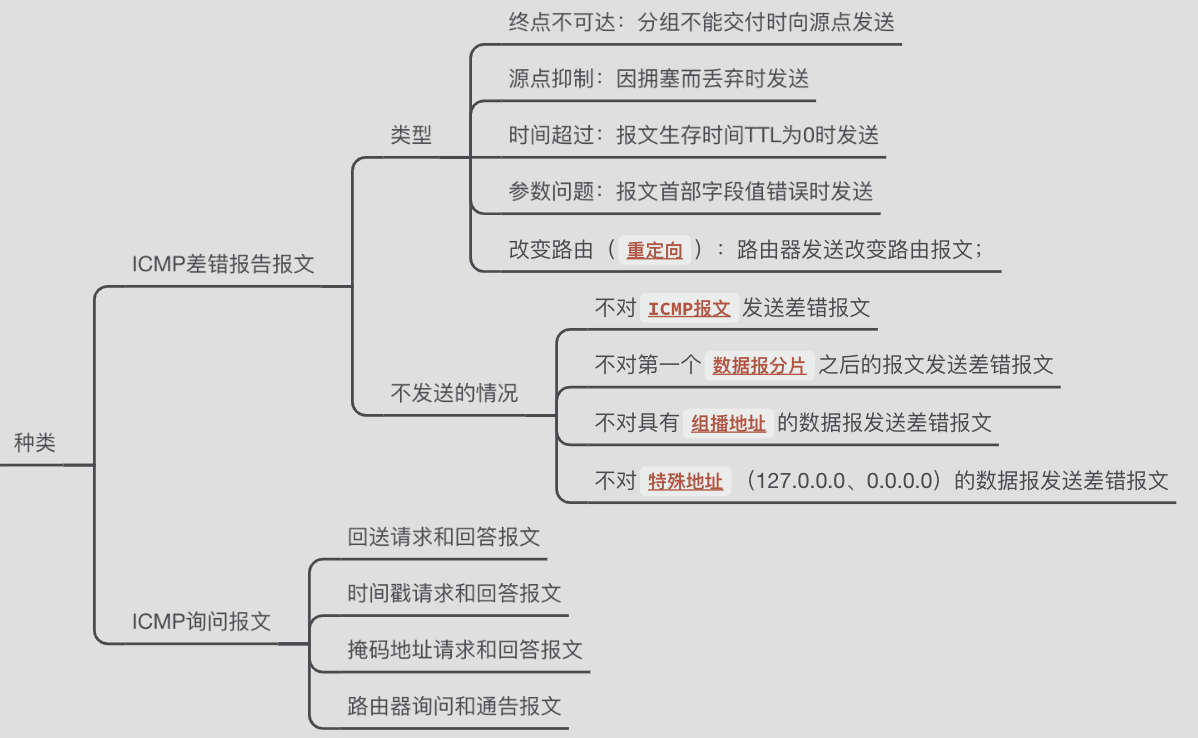 终点不可达：分组不能交付时向源点发送
源点抑制：因拥塞而丢弃时发送
类型
时间超过：报文生存时间TTL为0时发送
参数问题：报文首部字段值错误时发送
改变路由（重定向）：路由器发送改变路由报文；
ICMP差错报告报文
不对ICMP报文发送差错报文
不对第一个数据报分片之后的报文发送差错报文
不发送的情况
不对具有组播地址的数据报发送差错报文
种类
不对特殊地址（127.0.0.0、0.0.0.0）的数据报发送差错报文
回送请求和回答报文
时间戳请求和回答报文
ICMP询问报文
掩码地址请求和回答报文
路由器询问和通告报文